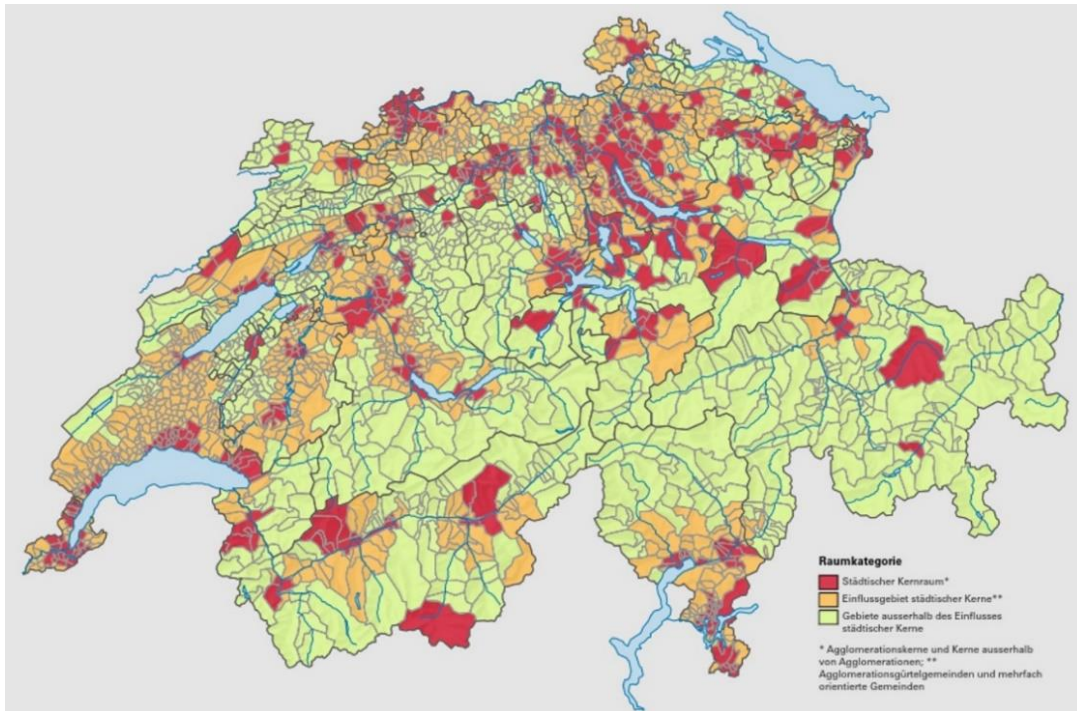 Raumkategorie
Städtischer Kernraum*
Einflussgebiet städtischer Kerne**
Gebiete ausserhalb des Einflusses
städtischer Kerne
* Agglomerationskerne und Kerne ausserhalb
von Agglomerationen; **
Agglomerationsgürtelgemeinden und mehrfach
orientierte Gemeinden